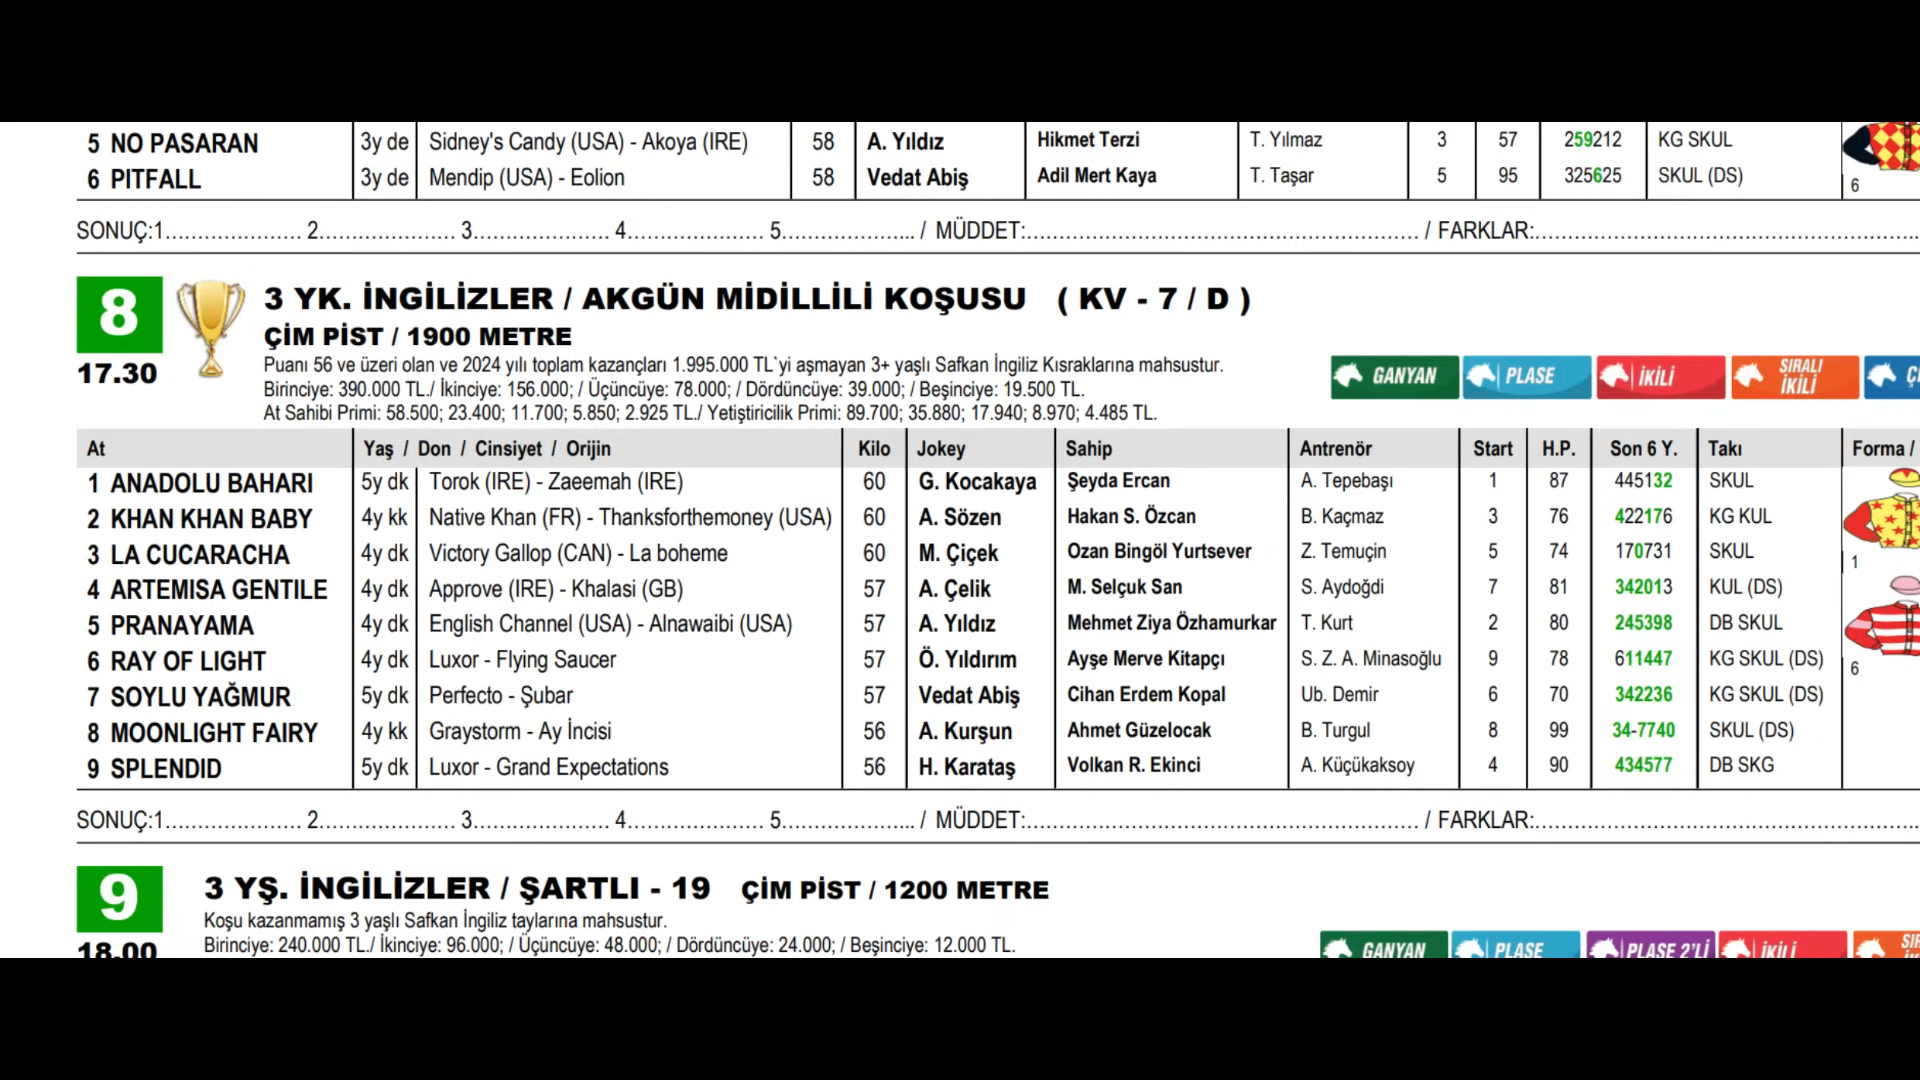 5 NO PASARAN 3y de Sidney's Candy (USA) - Akoya (IRE) 58 A. Yıldız Hikmet Terzi T. Yılmaz 3 57 259212 KG SKUL
6 PITFALL 3y de Mendip (USA) - Eolion 58 Vedat Abiş Adil Mert Kaya T. Taşar 5 95 325625 SKUL (DS) 6
SONUÇ:1..................... 2..................... 3..................... 4..................... 5..................... / MÜDDET:............................................................ / FARKLAR:............................................................
8 3 YK. İNGİLİZLER / AKGÜN MİDİLLİLİ KOŞUSU ( KV - 7 / D )
ÇİM PİST / 1900 METRE
17.30 Puanı 56 ve üzeri olan ve 2024 yılı toplam kazançları 1.995.000 TL`yi aşmayan 3+ yaşlı Safkan İngiliz Kısraklarına mahsustur.
Birinciye: 390.000 TL./ İkinciye: 156.000; / Üçüncüye: 78.000; / Dördüncüye: 39.000; / Beşinciye: 19.500 TL.
At Sahibi Primi: 58.500; 23.400; 11.700; 5.850; 2.925 TL./ Yetiştiricilik Primi: 89.700; 35.880; 17.940; 8.970; 4.485 TL.
GANYAN PLASE İKİLİ SIRALI İKİLİ
At Yaş / Don / Cinsiyet / Orijin Kilo Jokey Sahip Antrenör Start H.P. Son 6 Y. Takı Forma /
1 ANADOLU BAHARI 5y dk Torok (IRE) - Zaeemah (IRE) 60 G. Kocakaya Şeyda Ercan A. Tepebaşı 1 87 445132 SKUL
2 KHAN KHAN BABY 4y kk Native Khan (FR) - Thanksforthemoney (USA) 60 A. Sözen Hakan S. Özcan B. Kaçmaz 3 76 422176 KG KUL
3 LA CUCARACHA 4y dk Victory Gallop (CAN) - La boheme 60 M. Çiçek Ozan Bingöl Yurtsever Z. Temuçin 5 74 170731 SKUL 1
4 ARTEMISA GENTILE 4y dk Approve (IRE) - Khalasi (GB) 57 A. Çelik M. Selçuk San S. Aydoğdi 7 81 342013 KUL (DS)
5 PRANAYAMA 4y dk English Channel (USA) - Alnawaibi (USA) 57 A. Yıldız Mehmet Ziya Özhamurkar T. Kurt 2 80 245398 DB SKUL
6 RAY OF LIGHT 4y dk Luxor - Flying Saucer 57 Ö. Yıldırım Ayşe Merve Kitapçı S. Z. A. Minasoğlu 9 78 611447 KG SKUL (DS) 6
7 SOYLU YAĞMUR 5y dk Perfecto - Şubar 57 Vedat Abiş Cihan Erdem Kopal Ub. Demir 6 70 342236 KG SKUL (DS)
8 MOONLIGHT FAIRY 4y kk Graystorm - Ay İncisi 56 A. Kurşun Ahmet Güzelocak B. Turgul 8 99 34-7740 SKUL (DS)
9 SPLENDID 5y dk Luxor - Grand Expectations 56 H. Karataş Volkan R. Ekinci A. Küçükaksoy 4 90 434577 DB SKG
SONUÇ:1..................... 2..................... 3..................... 4..................... 5..................... / MÜDDET:............................................................ / FARKLAR:............................................................
9 3 YŞ. İNGİLİZLER / ŞARTLI - 19 ÇİM PİST / 1200 METRE
Koşu kazanmamış 3 yaşlı Safkan İngiliz taylarına mahsustur.
18.00 Birinciye: 240.000 TL./ İkinciye: 96.000; / Üçüncüye: 48.000; / Dördüncüye: 24.000; / Beşinciye: 12.000 TL.
GANYAN PLASE PLASE 2'Lİ İKİLİ